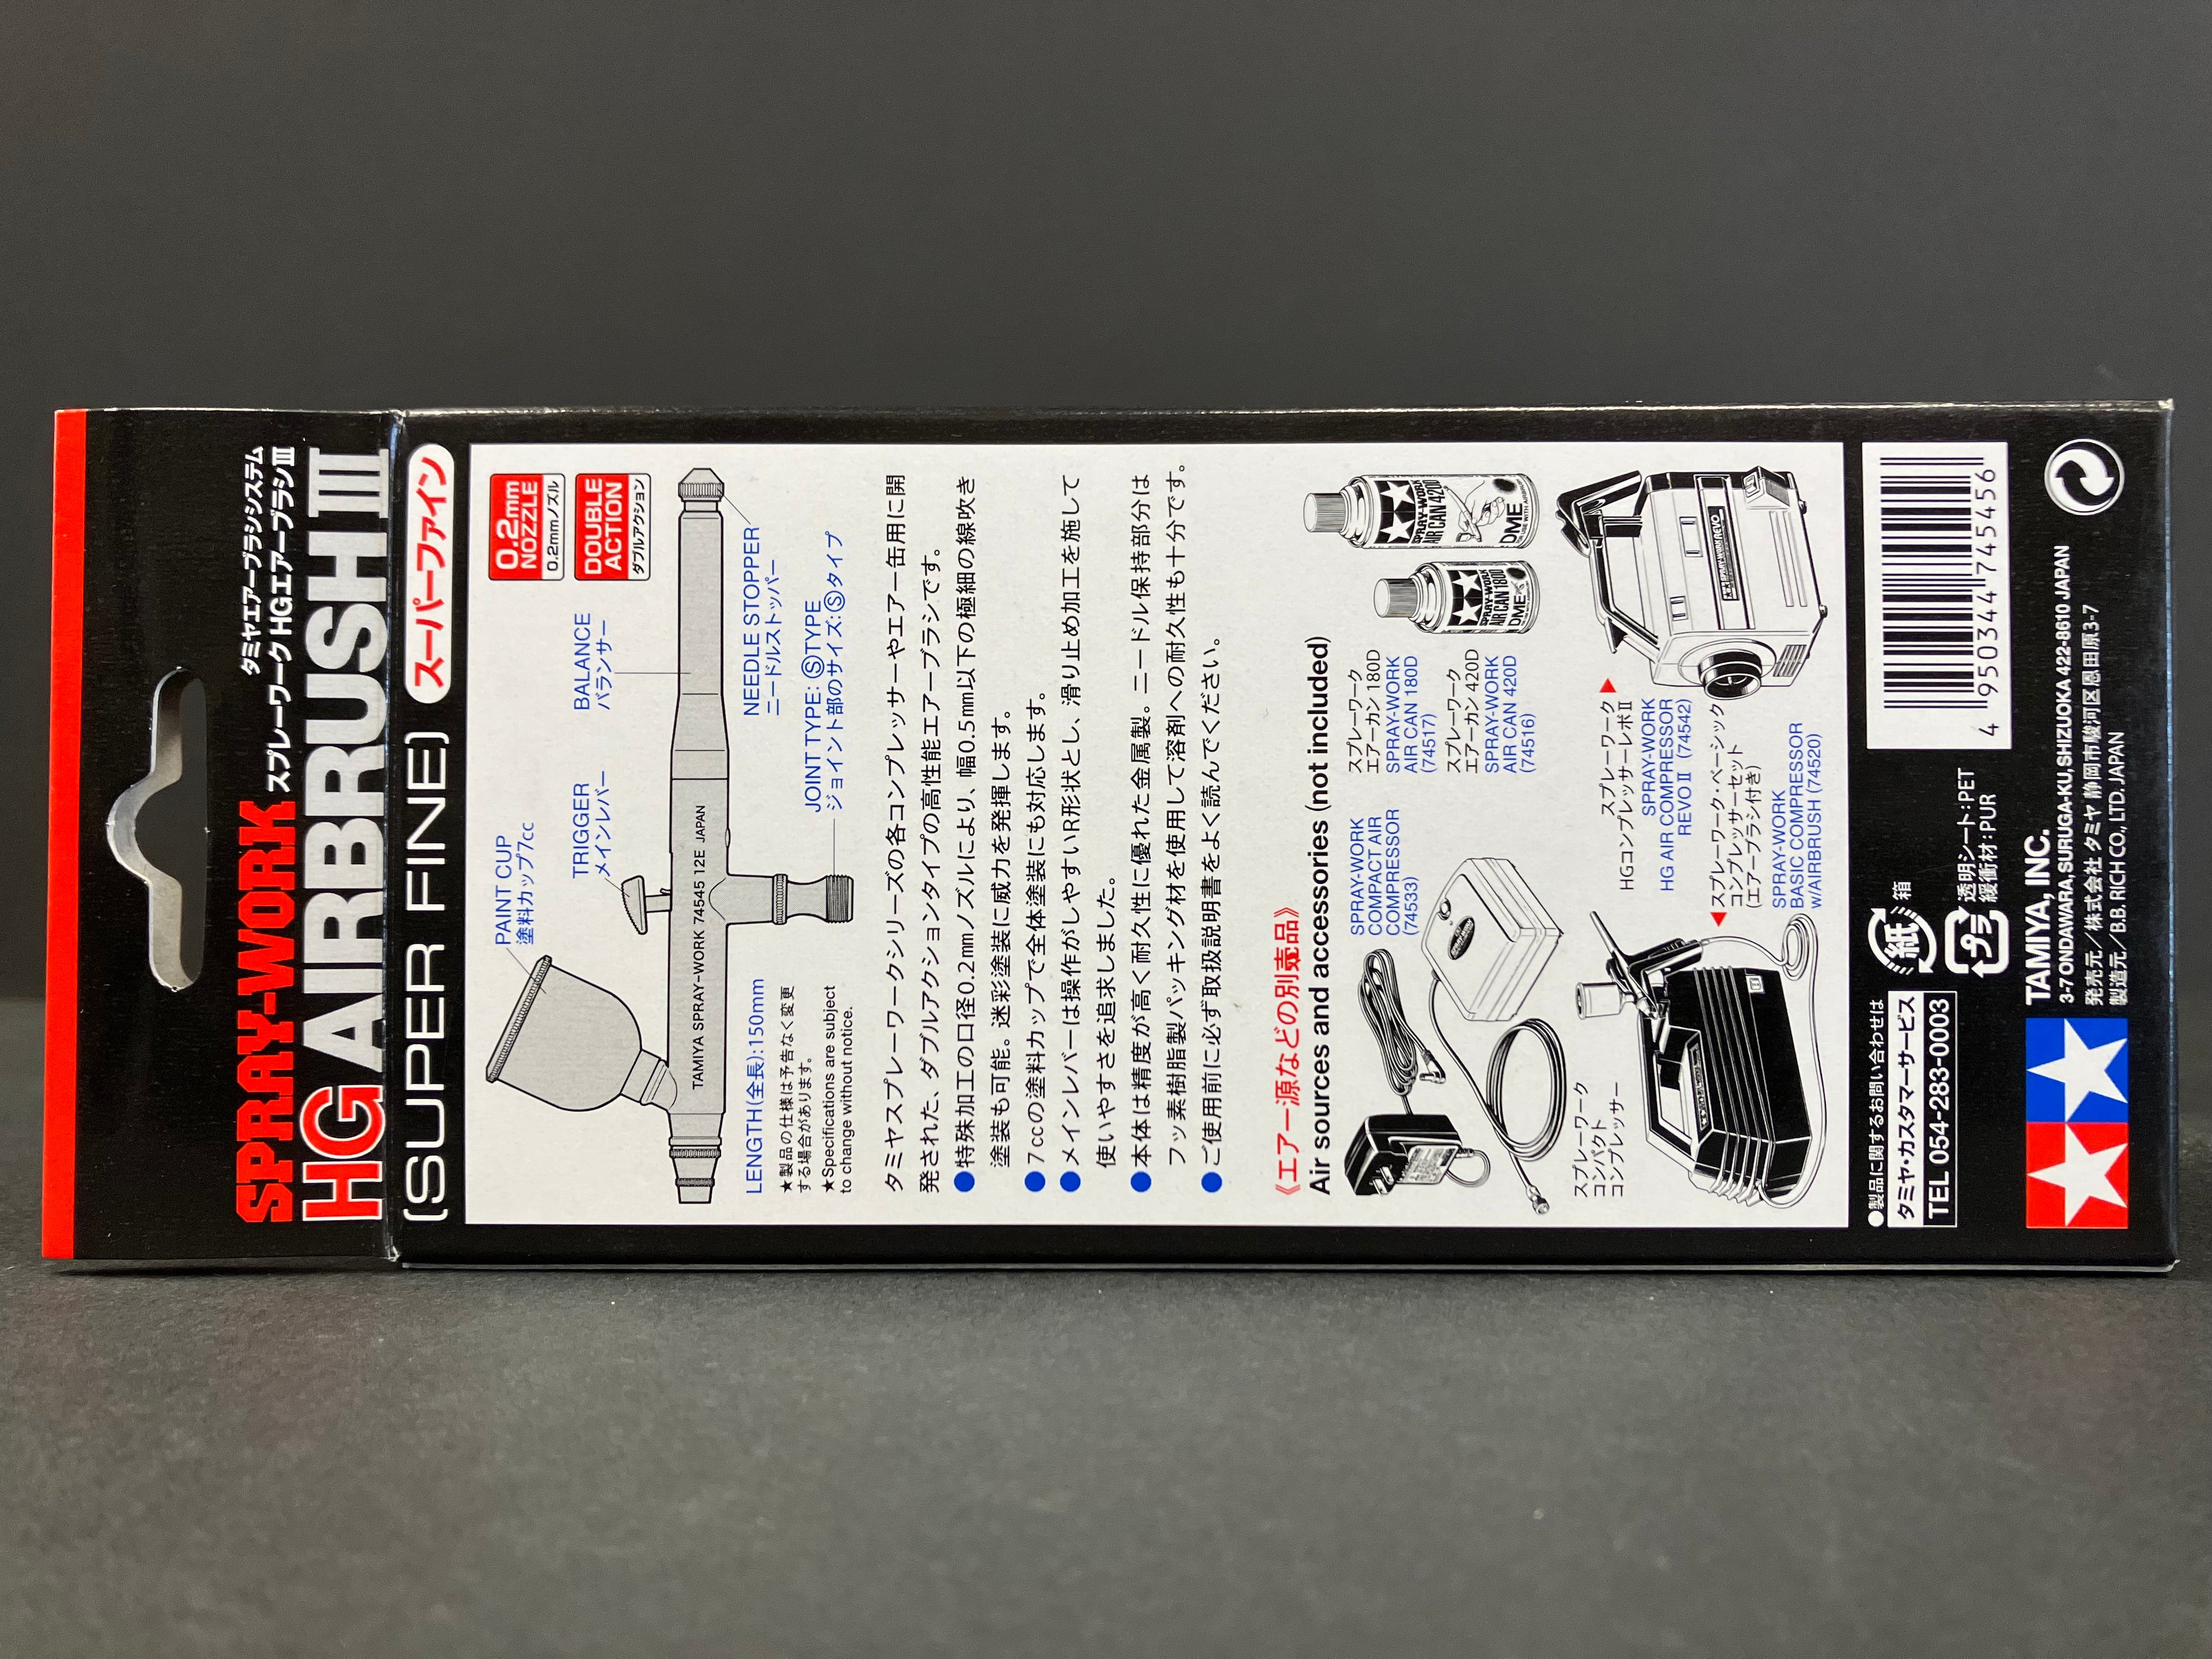 タミヤエアーブラシシステム
SPRAY-WORK スプレーワーク HGエアーブラシⅢ
HG AIRBRUSH III
(SUPER FINE) スーパーファイン
0.2mm
NOZZLE
0.2mmノズル
DOUBLE
ACTION
ダブルアクション
PAINT CUP
塗料カップ7cc
TRIGGER
メインレバー
BALANCE
バランサー
TAMIYA SPRAY-WORK 74545 12E JAPAN
NEEDLE STOPPER
ニードルストッパー
JOINT TYPE: ⓈTYPE
ジョイント部のサイズ:Ⓢタイプ
LENGTH(全長):150mm
★製品の仕様は予告なく変更
する場合があります。
★Specifications are subject
to change without notice.
タミヤスプレーワークシリーズの各コンプレッサーやエアー缶用に開
発された、ダブルアクションタイプの高性能エアーブラシです。
●特殊加工の口径0.2㎜ノズルにより、幅0.5㎜以下の極細の線吹き
塗装も可能。迷彩塗装に威力を発揮します。
●7㏄の塗料カップで全体塗装にも対応します。
●メインレバーは操作がしやすいR形状とし、滑り止め加工を施して
使いやすさを追求しました。
●本体は精度が高く耐久性に優れた金属製。ニードル保持部分は
フッ素樹脂製パッキング材を使用して溶剤への耐久性も十分です。
●ご使用前に必ず取扱説明書をよく読んでください。
《エアー源などの別売品》
Air sources and accessories (not included)
SPRAY-WORK
COMPACT AIR
COMPRESSOR
(74533)
スプレーワーク
コンパクト
コンプレッサー
スプレーワーク
エアーカン180D
SPRAY-WORK
AIR CAN 180D
(74517)
スプレーワーク
エアーカン420D
SPRAY-WORK
AIR CAN 420D
(74516)
SPRAY-WORK
AIR CAN 180D
DME
SPRAY-WORK
AIR CAN 420D
DME
スプレーワーク▶
HGコンプレッサーレボⅡ
SPRAY-WORK
HG AIR COMPRESSOR
REVO Ⅱ (74542)
◀スプレーワーク・ベーシック
コンプレッサーセット
(エアーブラシ付き)
SPRAY-WORK
BASIC COMPRESSOR
W/AIRBRUSH (74520)
●製品に関するお問い合わせは
タミヤ・カスタマーサービス
TEL 054-283-0003
紙 箱
プラ 透明シート:PET
緩衝材:PUR
4 950344 745456
TAMIYA, INC.
3-7 ONDAWARA,SURUGA-KU,SHIZUOKA 422-8610 JAPAN
発売元／株式会社 タミヤ 静岡市駿河区恩田原3-7
製造元／B.B. RICH CO., LTD. JAPAN